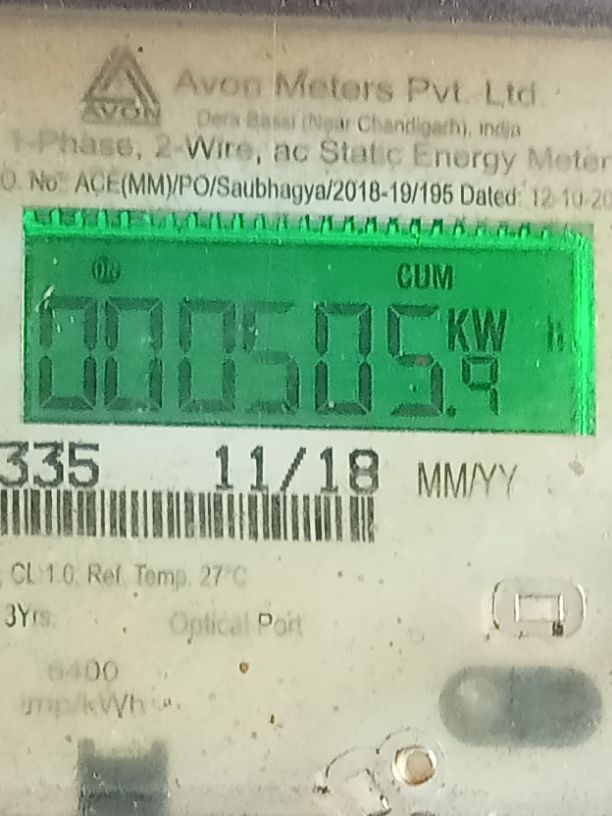 AVON
Avon Meters Pvt. Ltd.
Dera Bassi (Near Chandigarh), India
1-Phase, 2-Wire, ac Static Energy Meter
O. No. ACE(MM)/PO/Saubhagya/2018-19/195 Dated: 12-10-20
ON CUM
000505.9 KW h
335 11/18 MM/YY
CL 1.0. Ref. Temp. 27°C
3Yrs. Optical Port
6400
imp/kWh